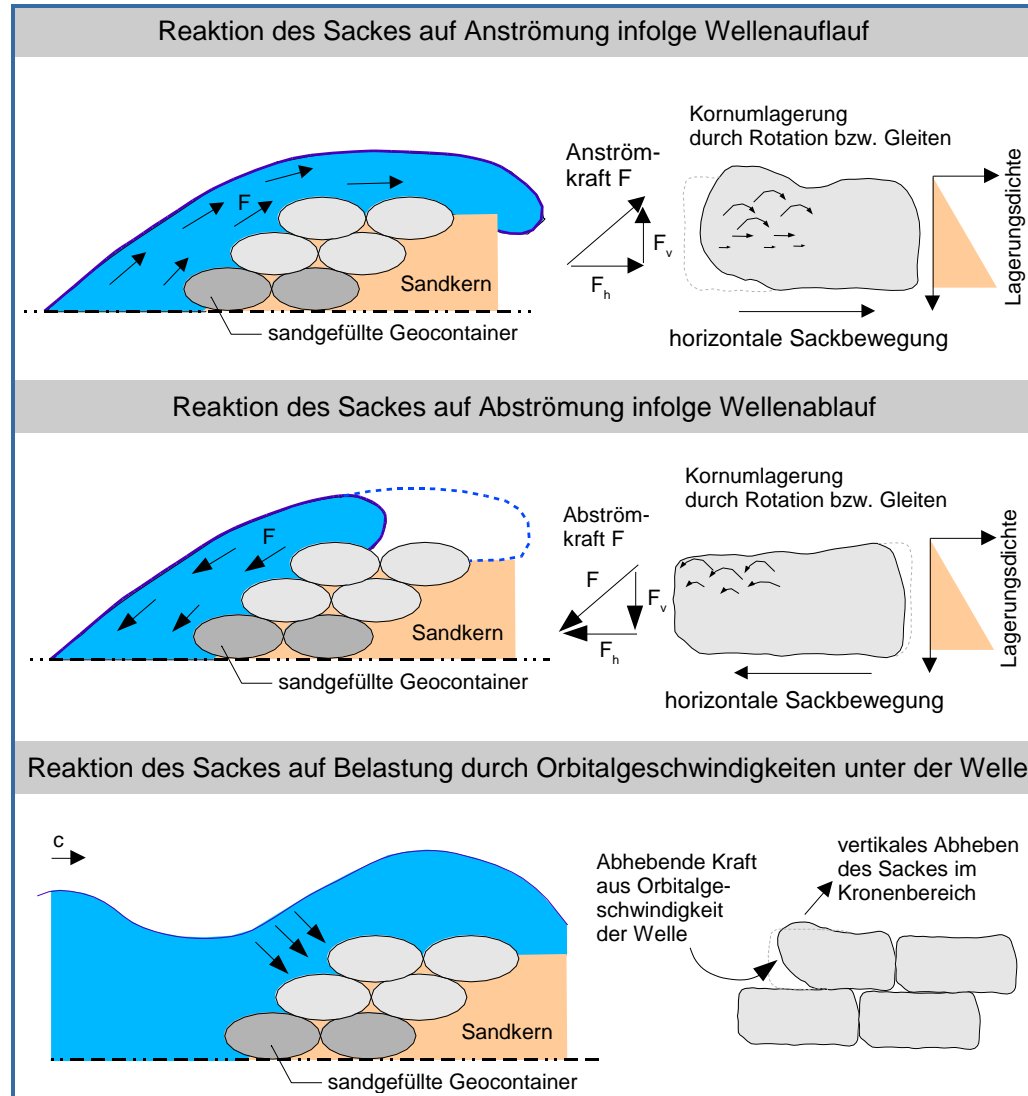 Reaktion des Sackes auf Anströmung infolge Wellenauflauf
Kornumlagerung
durch Rotation bzw. Gleiten
Anström-
kraft F
F
F
v
F
h
Lagerungsdichte
Sandkern
sandgefüllte Geocontainer
horizontale Sackbewegung
Reaktion des Sackes auf Abströmung infolge Wellenablauf
Kornumlagerung
durch Rotation bzw. Gleiten
Abström-
kraft F
F
F
F
v
F
h
Lagerungsdichte
Sandkern
sandgefüllte Geocontainer
horizontale Sackbewegung
Reaktion des Sackes auf Belastung durch Orbitalgeschwindigkeiten unter der Welle
c
Abhebende Kraft
aus Orbitalge-
schwindigkeit
der Welle
vertikales Abheben
des Sackes im
Kronenbereich
Sandkern
sandgefüllte Geocontainer